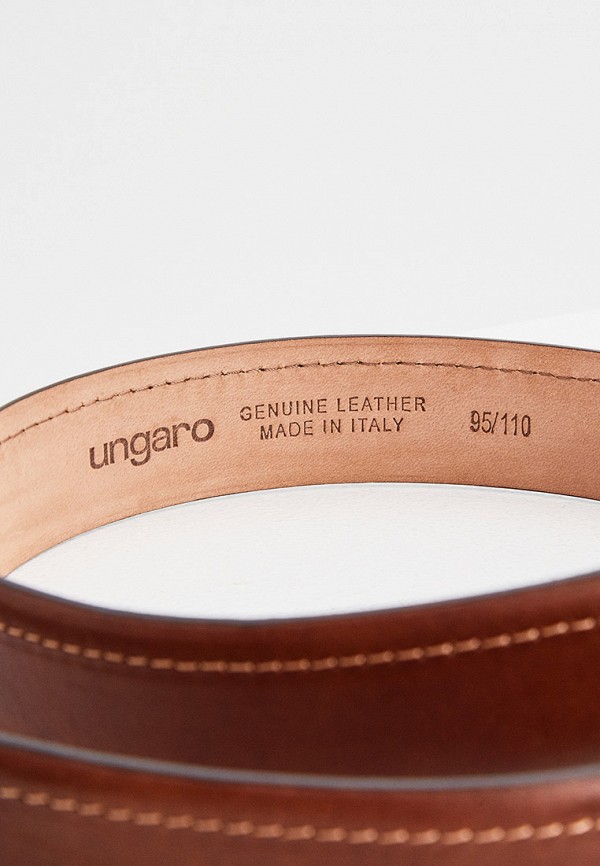 ungaro
GENUINE LEATHER
MADE IN ITALY
95/110